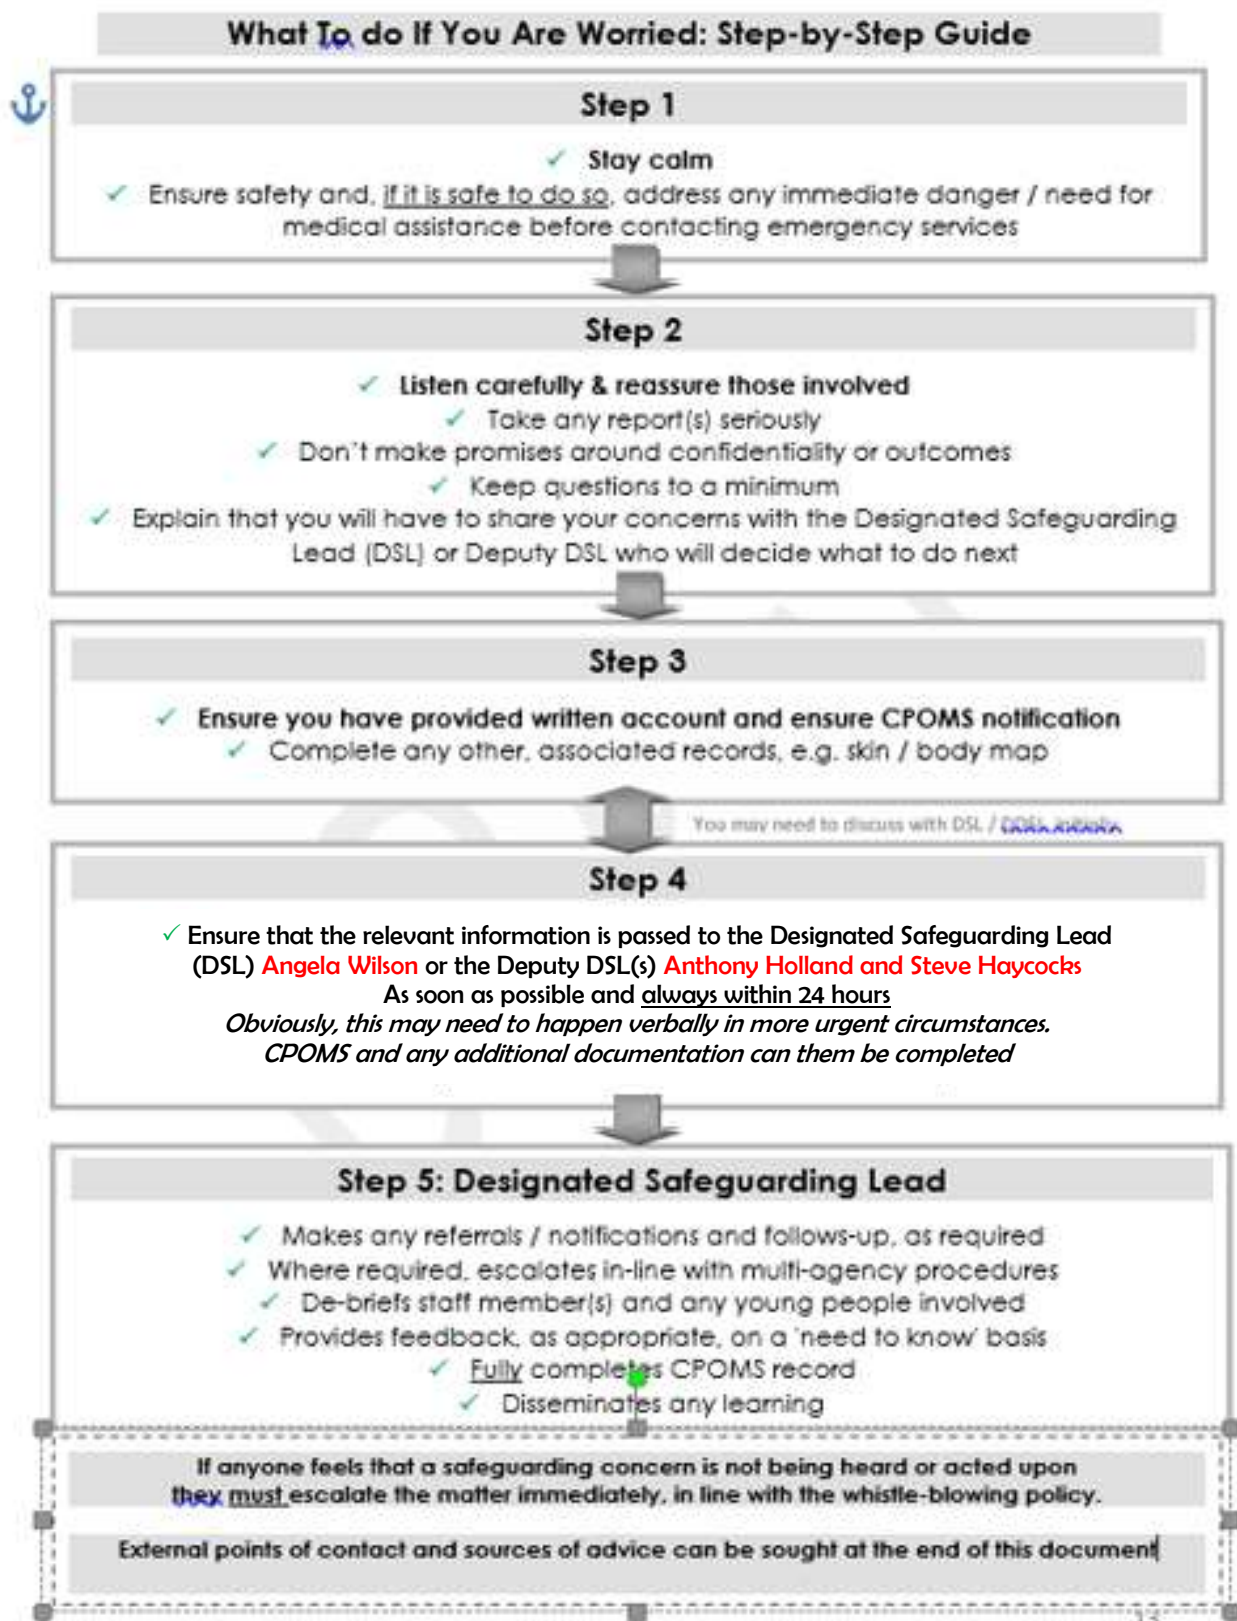 What To do If You Are Worried: Step-by-Step Guide
Step 1
✓ Stay calm
✓ Ensure safety and, if it is safe to do so, address any immediate danger / need for
medical assistance before contacting emergency services
Step 2
✓ Listen carefully & reassure those involved
✓ Take any report(s) seriously
✓ Don't make promises around confidentiality or outcomes
✓ Keep questions to a minimum
✓ Explain that you will have to share your concerns with the Designated Safeguarding
Lead (DSL) or Deputy DSL who will decide what to do next
Step 3
✓ Ensure you have provided written account and ensure CPOMS notification
✓ Complete any other, associated records, e.g. skin / body map
You may need to discuss with DSL / DDSL initially
Step 4
✓ Ensure that the relevant information is passed to the Designated Safeguarding Lead
(DSL) Angela Wilson or the Deputy DSL(s) Anthony Holland and Steve Haycocks
As soon as possible and always within 24 hours
Obviously, this may need to happen verbally in more urgent circumstances.
CPOMS and any additional documentation can them be completed
Step 5: Designated Safeguarding Lead
✓ Makes any referrals / notifications and follows-up, as required
✓ Where required, escalates in-line with multi-agency procedures
✓ De-briefs staff member(s) and any young people involved
✓ Provides feedback, as appropriate, on a 'need to know' basis
✓ Fully completes CPOMS record
✓ Disseminates any learning
If anyone feels that a safeguarding concern is not being heard or acted upon
they must escalate the matter immediately, in line with the whistle-blowing policy.
External points of contact and sources of advice can be sought at the end of this document